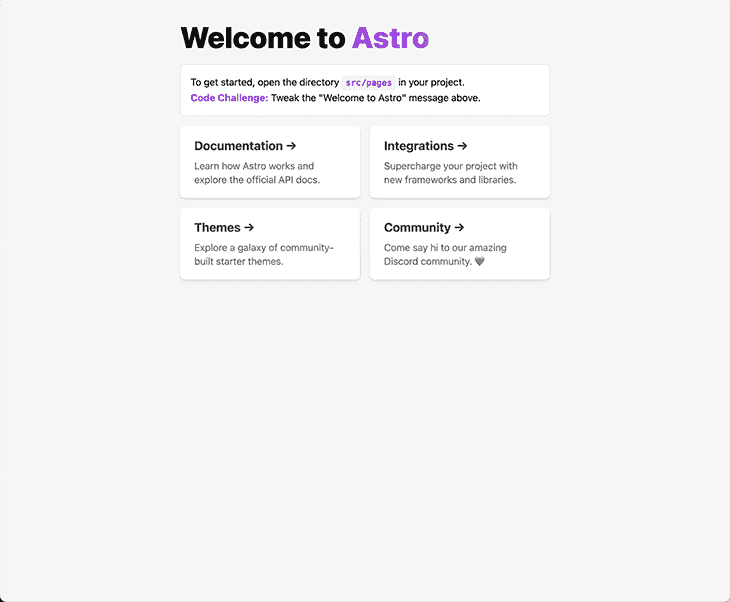 Welcome to Astro
To get started, open the directory src/pages in your project.
Code Challenge: Tweak the "Welcome to Astro" message above.
Documentation →
Learn how Astro works and
explore the official API docs.
Integrations →
Supercharge your project with
new frameworks and libraries.
Themes →
Explore a galaxy of community-
built starter themes.
Community →
Come say hi to our amazing
Discord community. 💜